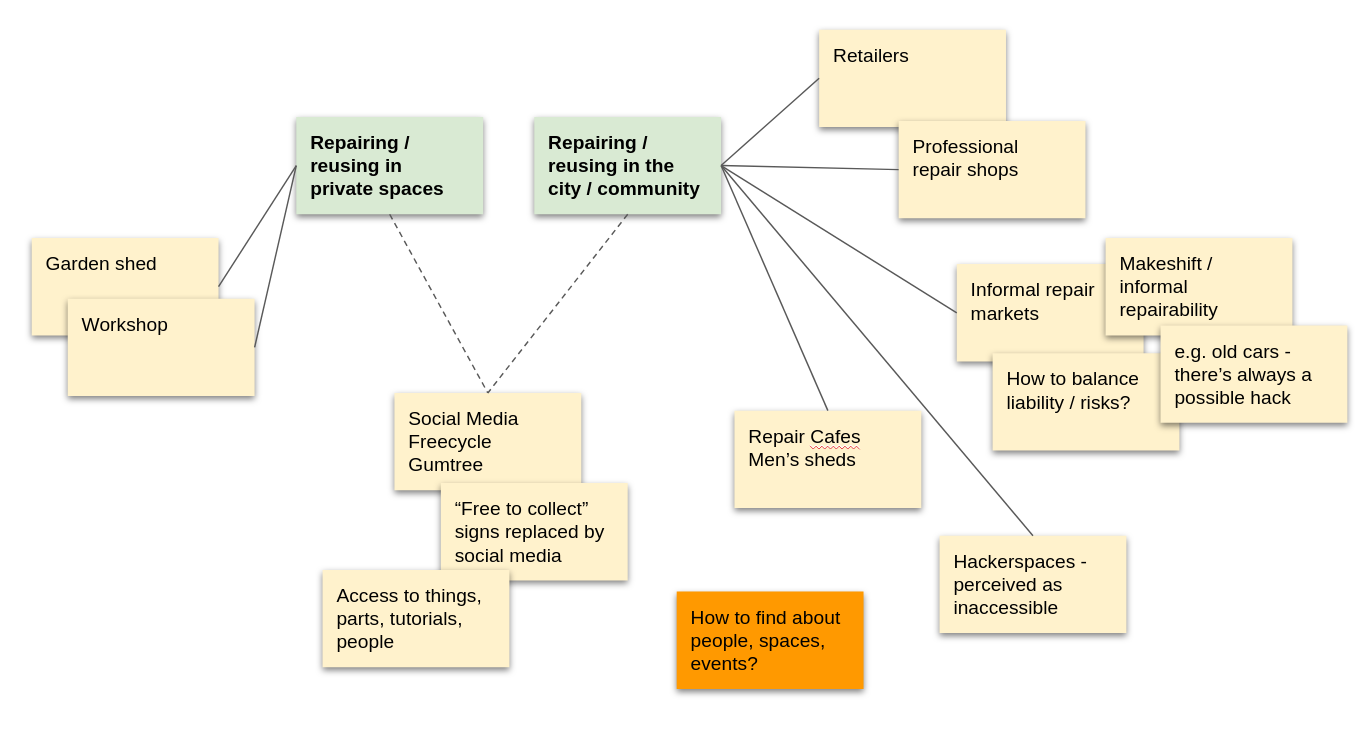 Retailers
Professional
repair shops
Repairing /
reusing in
private spaces
Repairing /
reusing in the
city / community
Garden shed
Workshop
Informal repair
markets
Makeshift /
informal
repairability
How to balance
liability / risks?
e.g. old cars -
there’s always a
possible hack
Social Media
Freecycle
Gumtree
“Free to collect”
signs replaced by
social media
Access to things,
parts, tutorials,
people
Repair Cafes
Men’s sheds
Hackerspaces -
perceived as
inaccessible
How to find about
people, spaces,
events?